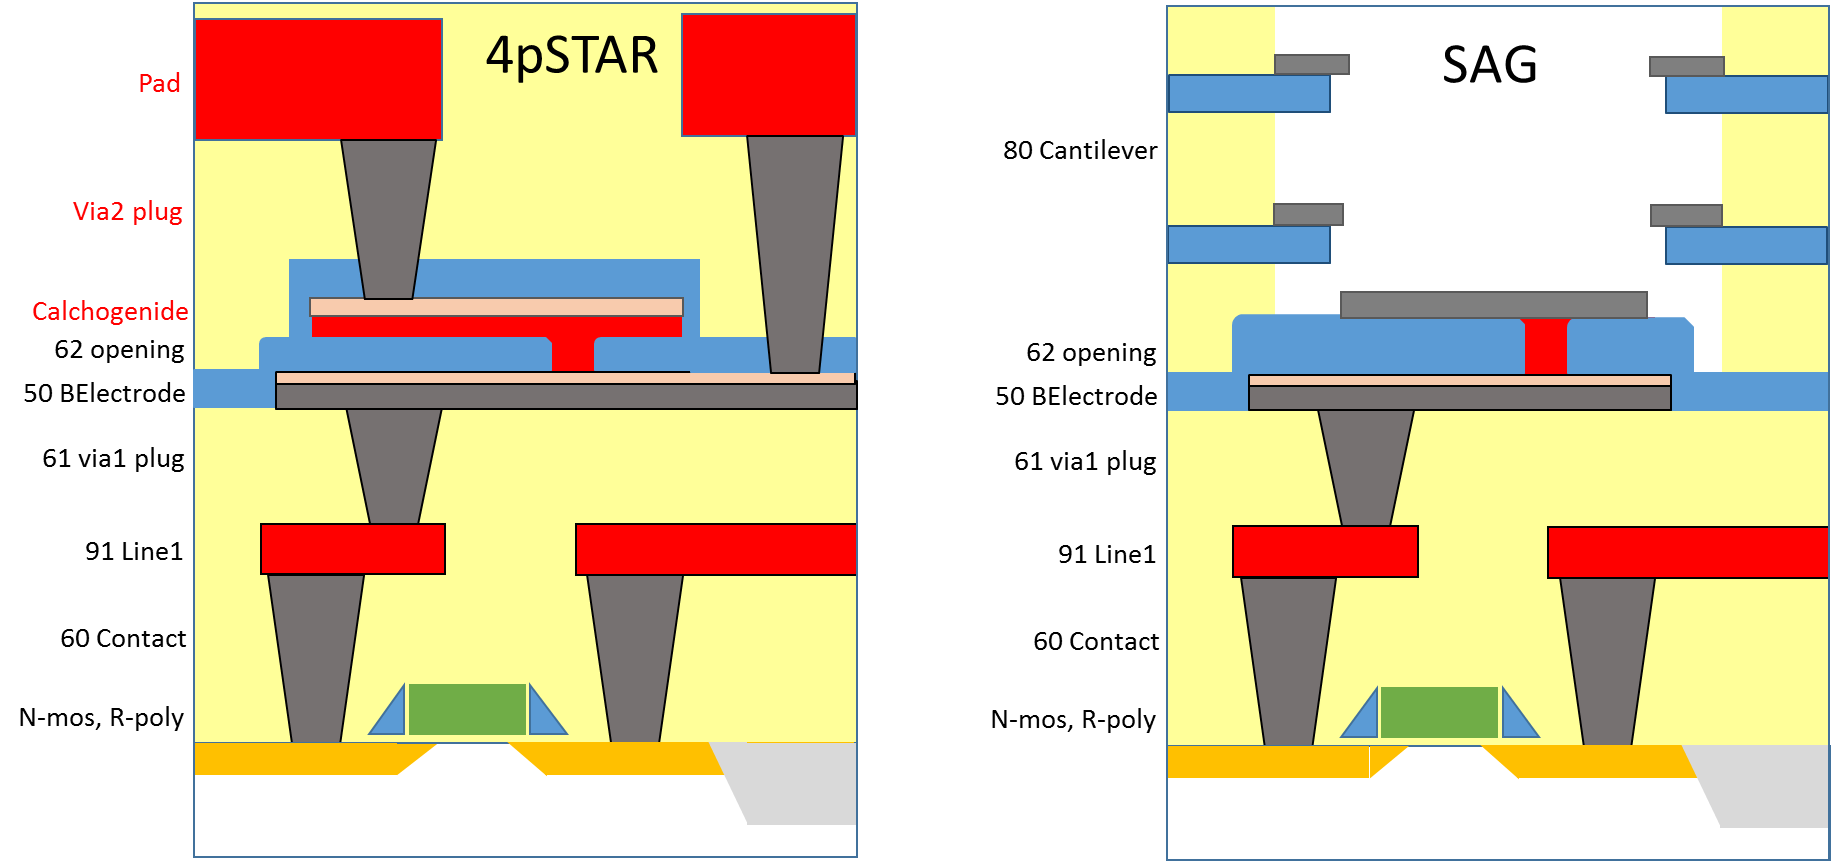 4pSTAR
Pad
Via2 plug
Calchogenide
62 opening
50 BElectrode
61 via1 plug
91 Line1
60 Contact
N-mos, R-poly
SAG
80 Cantilever
62 opening
50 BElectrode
61 via1 plug
91 Line1
60 Contact
N-mos, R-poly